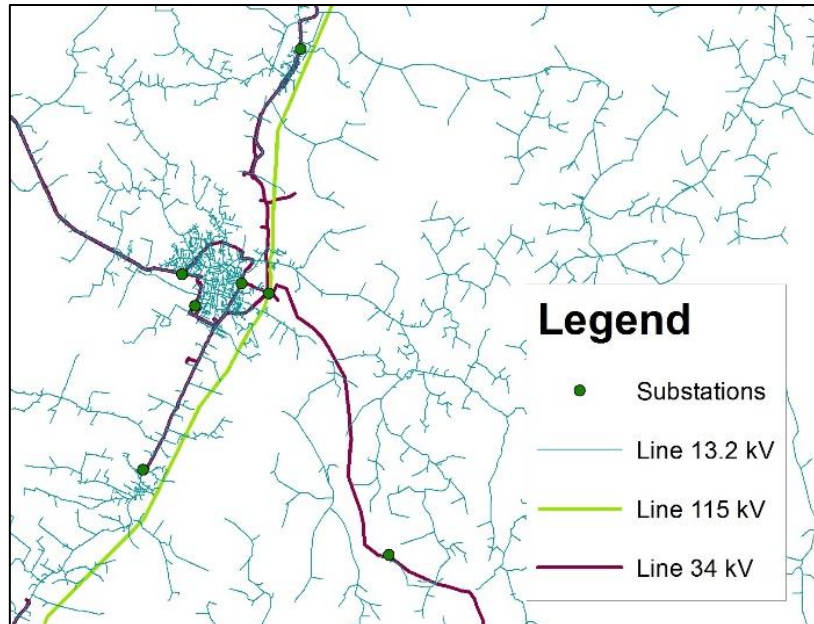 Legend
Substations
Line 13.2 kV
Line 115 kV
Line 34 kV